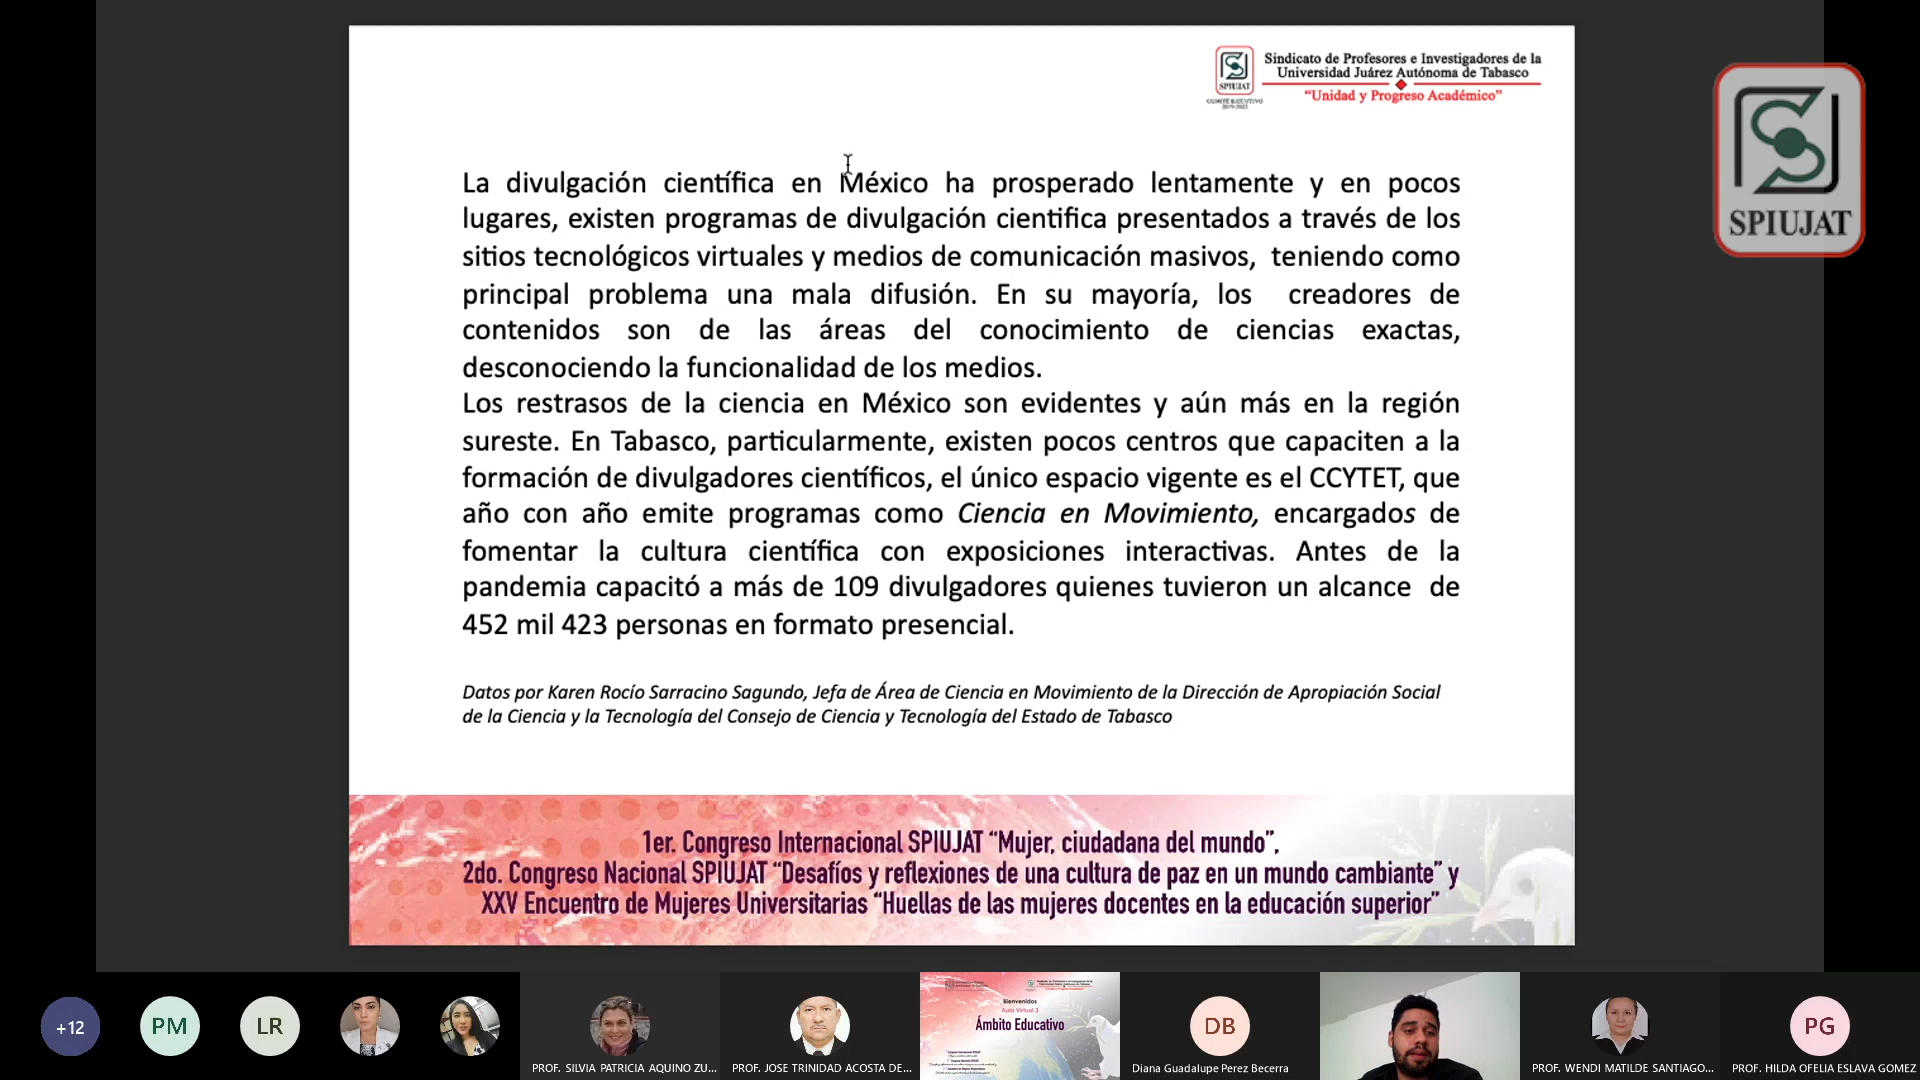 SPIUJAT
COMITÉ EJECUTIVO
2019-2022
Sindicato de Profesores e Investigadores de la
Universidad Juárez Autónoma de Tabasco
“Unidad y Progreso Académico”
SPIUJAT
La divulgación científica en México ha prosperado lentamente y en pocos
lugares, existen programas de divulgación científica presentados a través de los
sitios tecnológicos virtuales y medios de comunicación masivos, teniendo como
principal problema una mala difusión. En su mayoría, los creadores de
contenidos son de las áreas del conocimiento de ciencias exactas,
desconociendo la funcionalidad de los medios.
Los restrasos de la ciencia en México son evidentes y aún más en la región
sureste. En Tabasco, particularmente, existen pocos centros que capaciten a la
formación de divulgadores científicos, el único espacio vigente es el CCYTET, que
año con año emite programas como Ciencia en Movimiento, encargados de
fomentar la cultura científica con exposiciones interactivas. Antes de la
pandemia capacitó a más de 109 divulgadores quienes tuvieron un alcance de
452 mil 423 personas en formato presencial.
Datos por Karen Rocío Sarracino Sagundo, Jefa de Área de Ciencia en Movimiento de la Dirección de Apropiación Social
de la Ciencia y la Tecnología del Consejo de Ciencia y Tecnología del Estado de Tabasco
1er. Congreso Internacional SPIUJAT “Mujer, ciudadana del mundo”,
2do. Congreso Nacional SPIUJAT “Desafíos y reflexiones de una cultura de paz en un mundo cambiante” y
XXV Encuentro de Mujeres Universitarias “Huellas de las mujeres docentes en la educación superior”
+12
PM
LR
PROF. SILVIA PATRICIA AQUINO ZU...
PROF. JOSE TRINIDAD ACOSTA DE...
Bienvenidos
Aula Virtual 3
Ámbito Educativo
DB
Diana Guadalupe Perez Becerra
PROF. WENDI MATILDE SANTIAGO...
PG
PROF. HILDA OFELIA ESLAVA GOMEZ